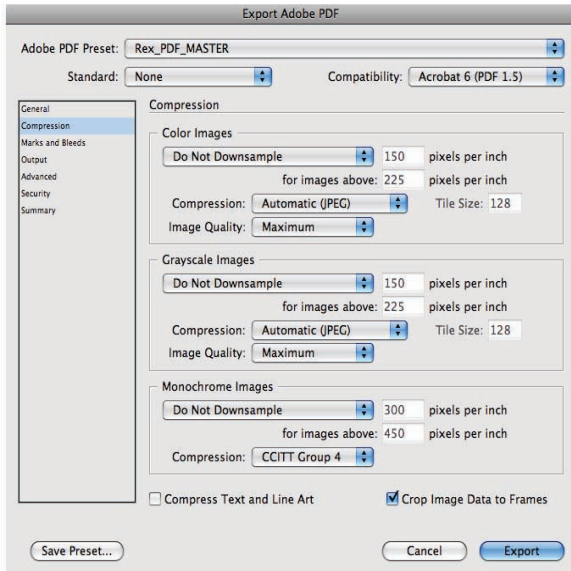 Export Adobe PDF
Adobe PDF Preset: Rex_PDF_MASTER
Standard: None Compatibility: Acrobat 6 (PDF 1.5)
General
Compression
Marks and Bleeds
Output
Advanced
Security
Summary
Compression
Color Images
Do Not Downsample 150 pixels per inch
for images above: 225 pixels per inch
Compression: Automatic (JPEG) Tile Size: 128
Image Quality: Maximum
Grayscale Images
Do Not Downsample 150 pixels per inch
for images above: 225 pixels per inch
Compression: Automatic (JPEG) Tile Size: 128
Image Quality: Maximum
Monochrome Images
Do Not Downsample 300 pixels per inch
for images above: 450 pixels per inch
Compression: CCITT Group 4
Compress Text and Line Art Crop Image Data to Frames
Save Preset... Cancel Export